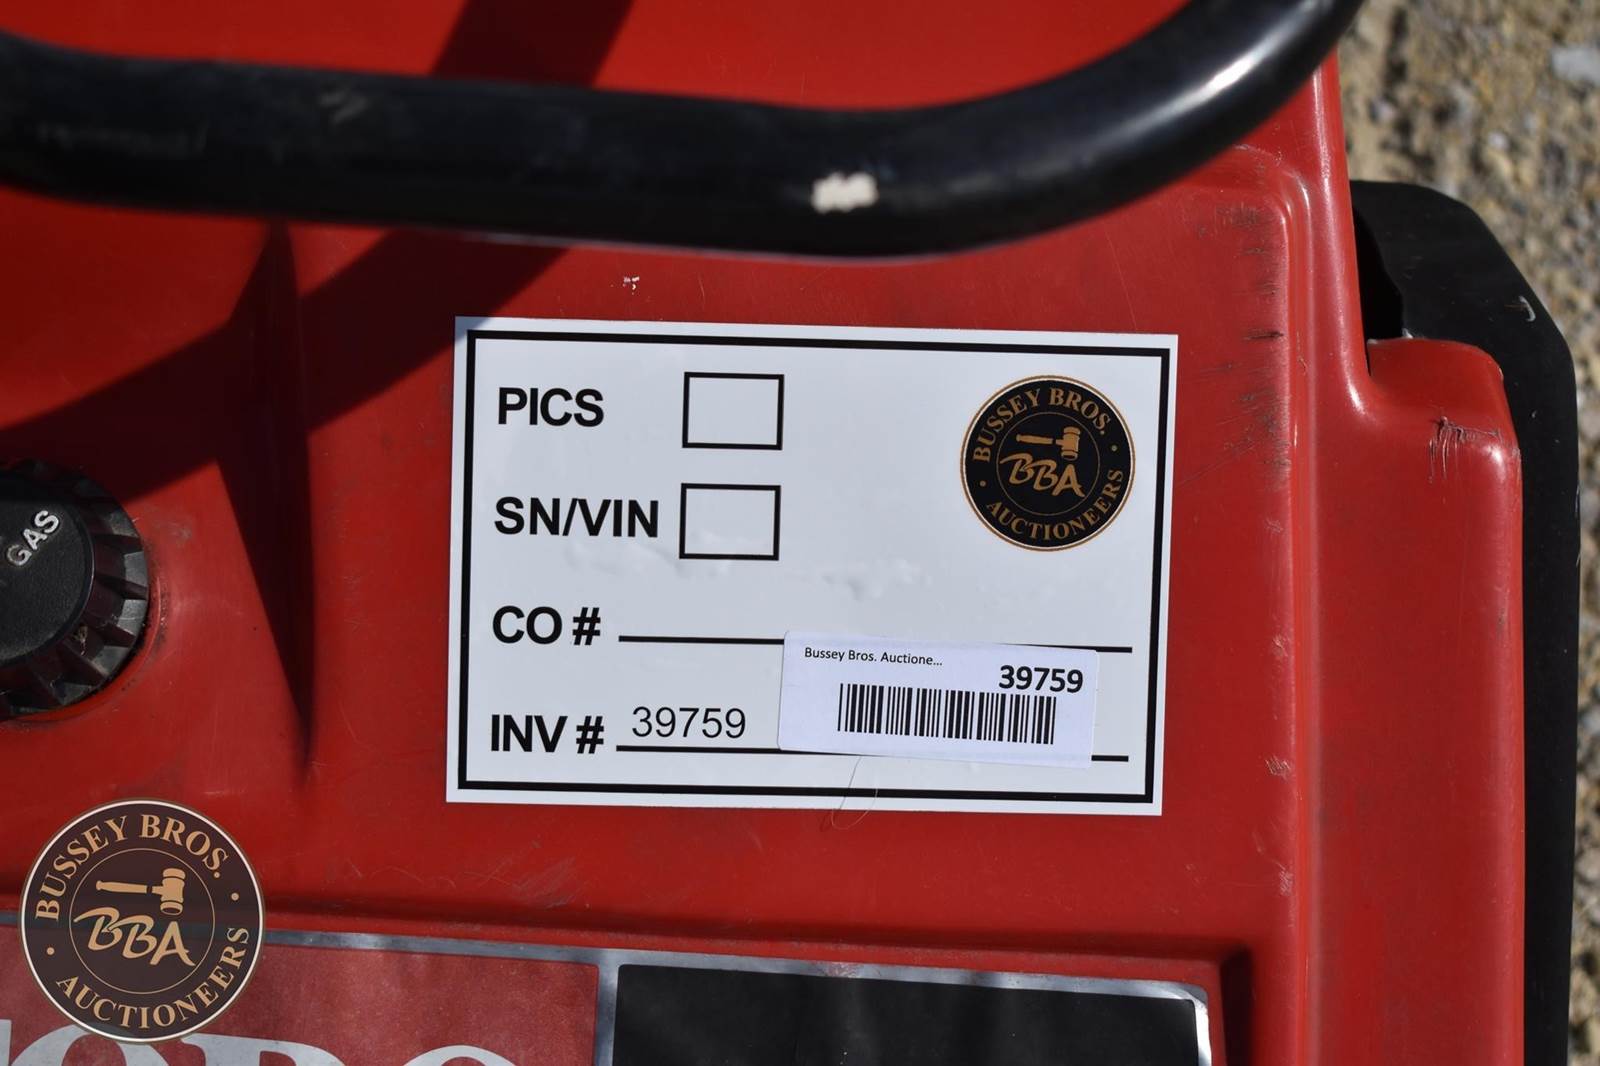 PICS
SN/VIN
CO #
INV # 39759
BUSSEY BROS.
BBA
AUCTIONEERS
Bussey Bros. Auctione...
39759
GAS
BUSSEY BROS.
BBA
AUCTIONEERS